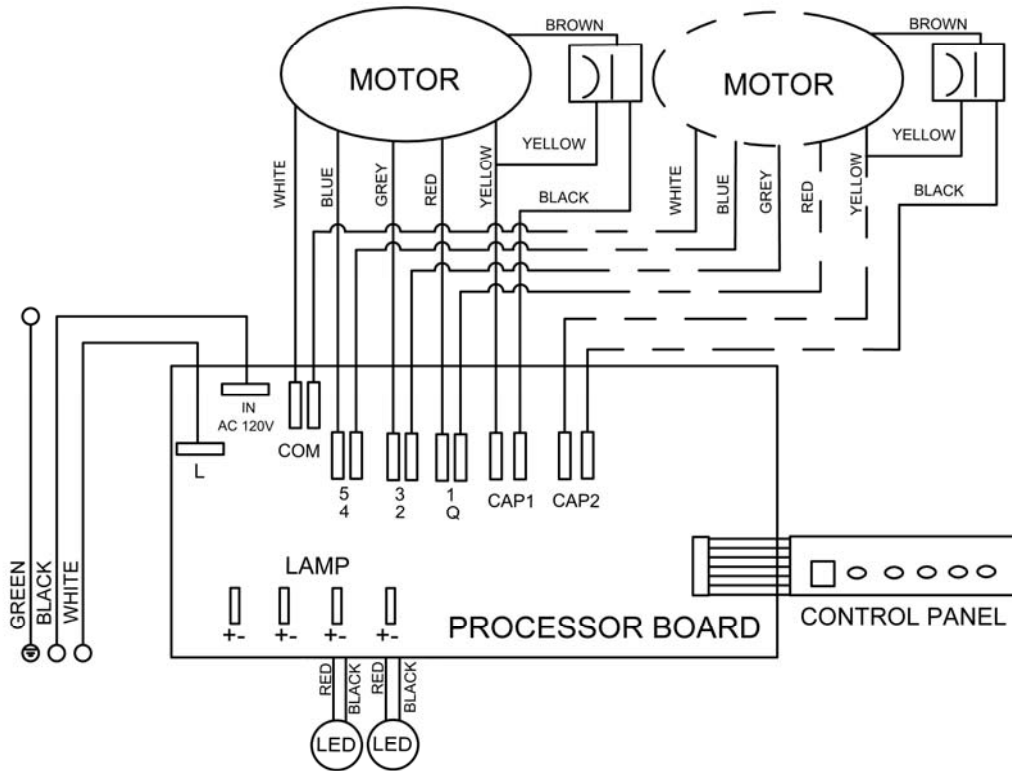 BROWN
BROWN
MOTOR
MOTOR
YELLOW
YELLOW
WHITE
BLUE
GREY
RED
YELLOW
BLACK
WHITE
BLUE
GREY
RED
YELLOW
BLACK
IN
AC 120V
COM
L
5
4
3
2
1
Q
CAP1
CAP2
GREEN
BLACK
WHITE
LAMP
+-
+-
+-
+-
PROCESSOR BOARD
CONTROL PANEL
RED
BLACK
RED
BLACK
LED
LED